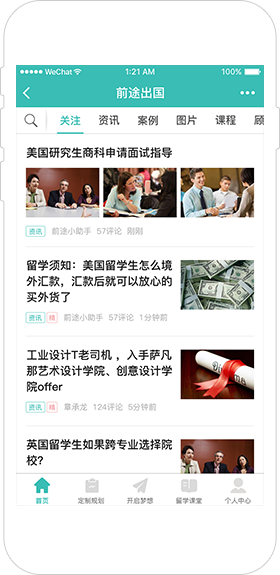 WeChat 1:21 AM 100%
前途出国
关注 资讯 案例 图片 课程 顾
美国研究生商科申请面试指导
资讯 前途小助手 57评论 刚刚
留学须知：美国留学生怎么境
外汇款，汇款后就可以放心的
买外货了
资讯 精 前途小助手 57评论 1分钟前
工业设计T老司机 ，入手萨凡
那艺术设计学院、创意设计学
院offer
资讯 精 章承龙 124评论 5分钟前
英国留学生如果跨专业选择院
校?
首页 定制规划 开启梦想 留学课堂 个人中心